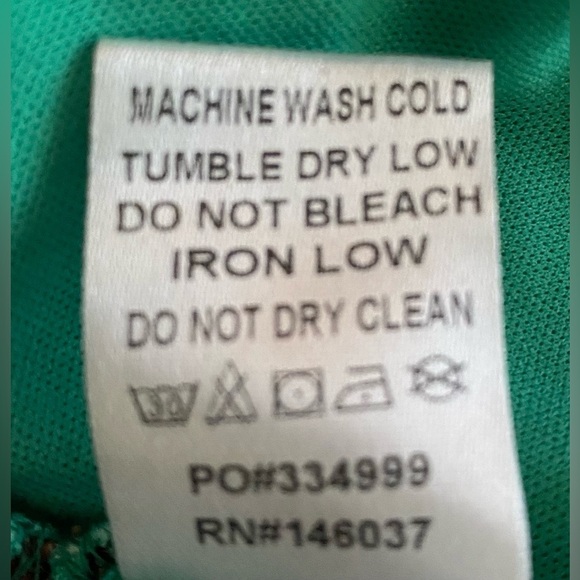 MACHINE WASH COLD
TUMBLE DRY LOW
DO NOT BLEACH
IRON LOW
DO NOT DRY CLEAN
30
PO#334999
RN#146037